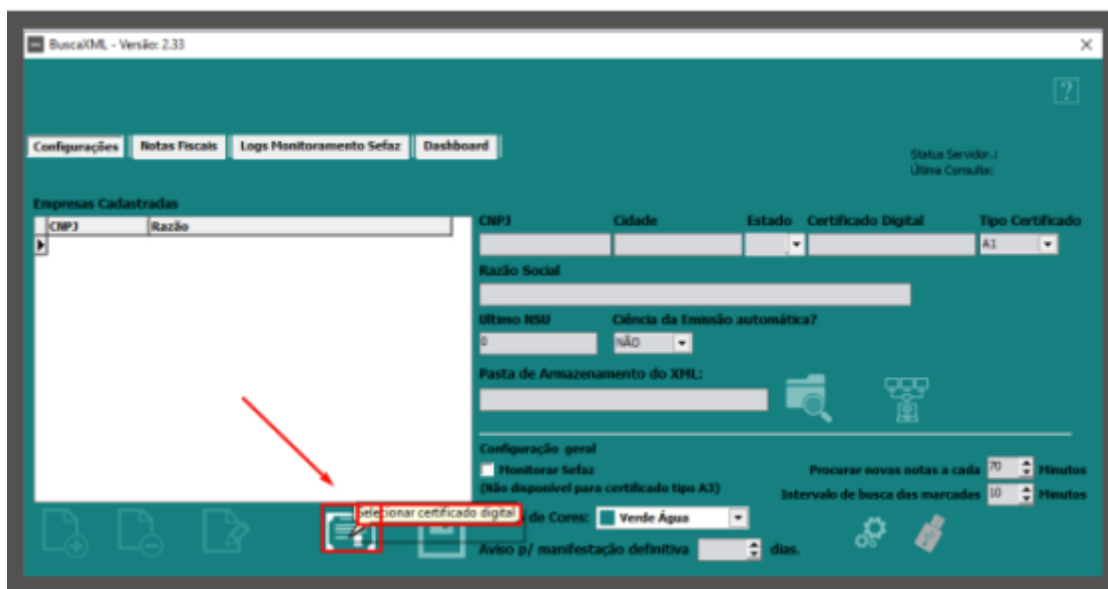 BuscaXML - Versão: 2.33
Configurações Notas Fiscais Logs Monitoramento Sefaz Dashboard
Status Servidor.:
Última Consulta:
Empresas Cadastradas
CNPJ Razão
CNPJ Cidade Estado Certificado Digital Tipo Certificado
A1
Razão Social
Ultimo NSU Ciência da Emissão automática?
0 NÃO
Pasta de Armazenamento do XML:
Configuração geral
Monitorar Sefaz
(Não disponível para certificado tipo A3)
Procurar novas notas a cada 70 Minutos
Intervalo de busca das marcadas 10 Minutos
Selecionar certificado digital
de Cores: Verde Água
Aviso p/ manifestação definitiva dias.